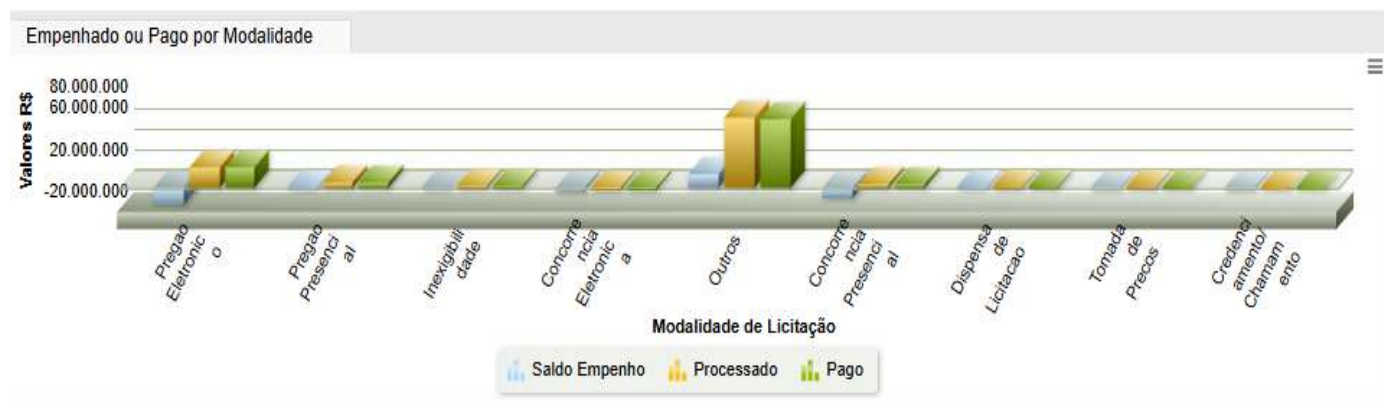 Empenhado ou Pago por Modalidade
Valores R$
80.000.000
60.000.000
20.000.000
-20.000.000
Pregao
Eletronic
o
Pregao
Presenci
al
Inexigibili
dade
Concorre
ncia
Eletronic
a
Outros
Concorre
ncia
Presenci
al
Dispensa
de
Licitacao
Tomada
de
Precos
Credenci
amento/
Chamam
ento
Modalidade de Licitação
Saldo Empenho
Processado
Pago